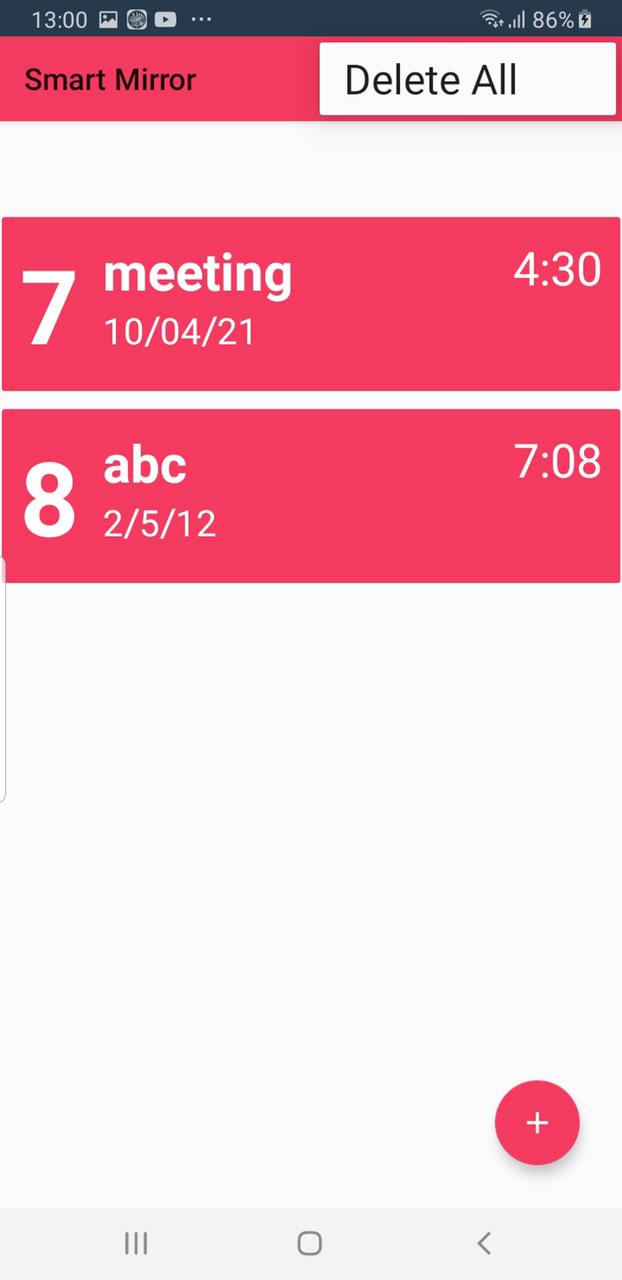 13:00 86%
Smart Mirror
Delete All
7 meeting 4:30
10/04/21
8 abc 7:08
2/5/12
+